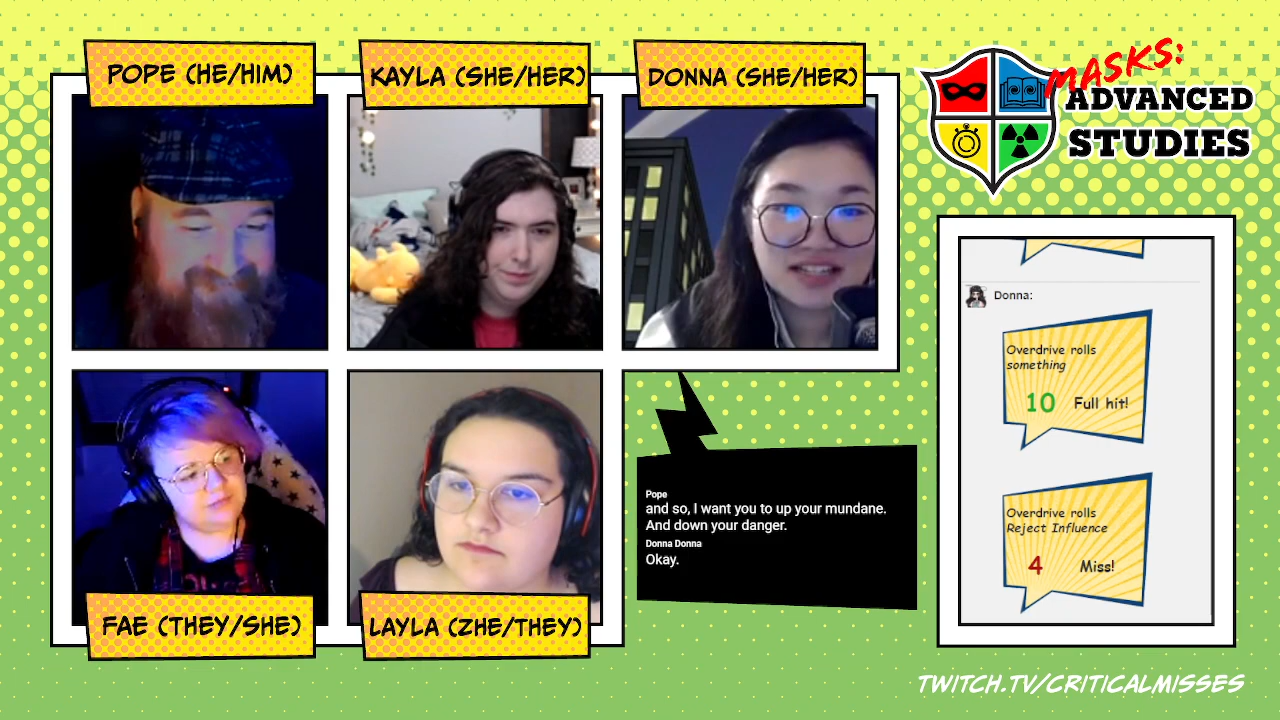 POPE (HE/HIM)
KAYLA (SHE/HER)
DONNA (SHE/HER)
MASKS:
ADVANCED
STUDIES
Donna:
Overdrive rolls
something
10 Full hit!
Overdrive rolls
Reject Influence
4 Miss!
Pope
and so, I want you to up your mundane.
And down your danger.
Donna Donna
Okay.
FAE (THEY/SHE)
LAYLA (ZHE/THEY)
TWITCH.TV/CRITICALMISSES